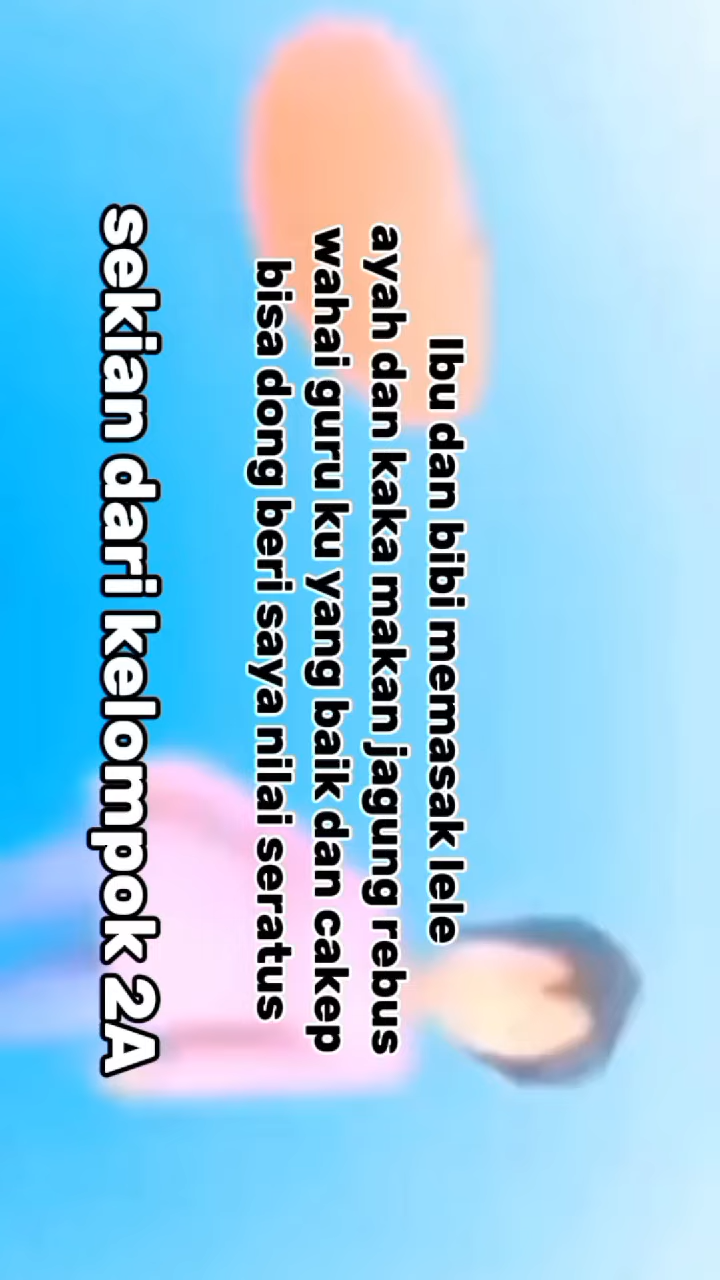 Ibu dan bibi memasak lele
ayah dan kaka makan jagung rebus
wahai guru ku yang baik dan cakep
bisa dong beri saya nilai seratus
sekian dari kelompok 2A